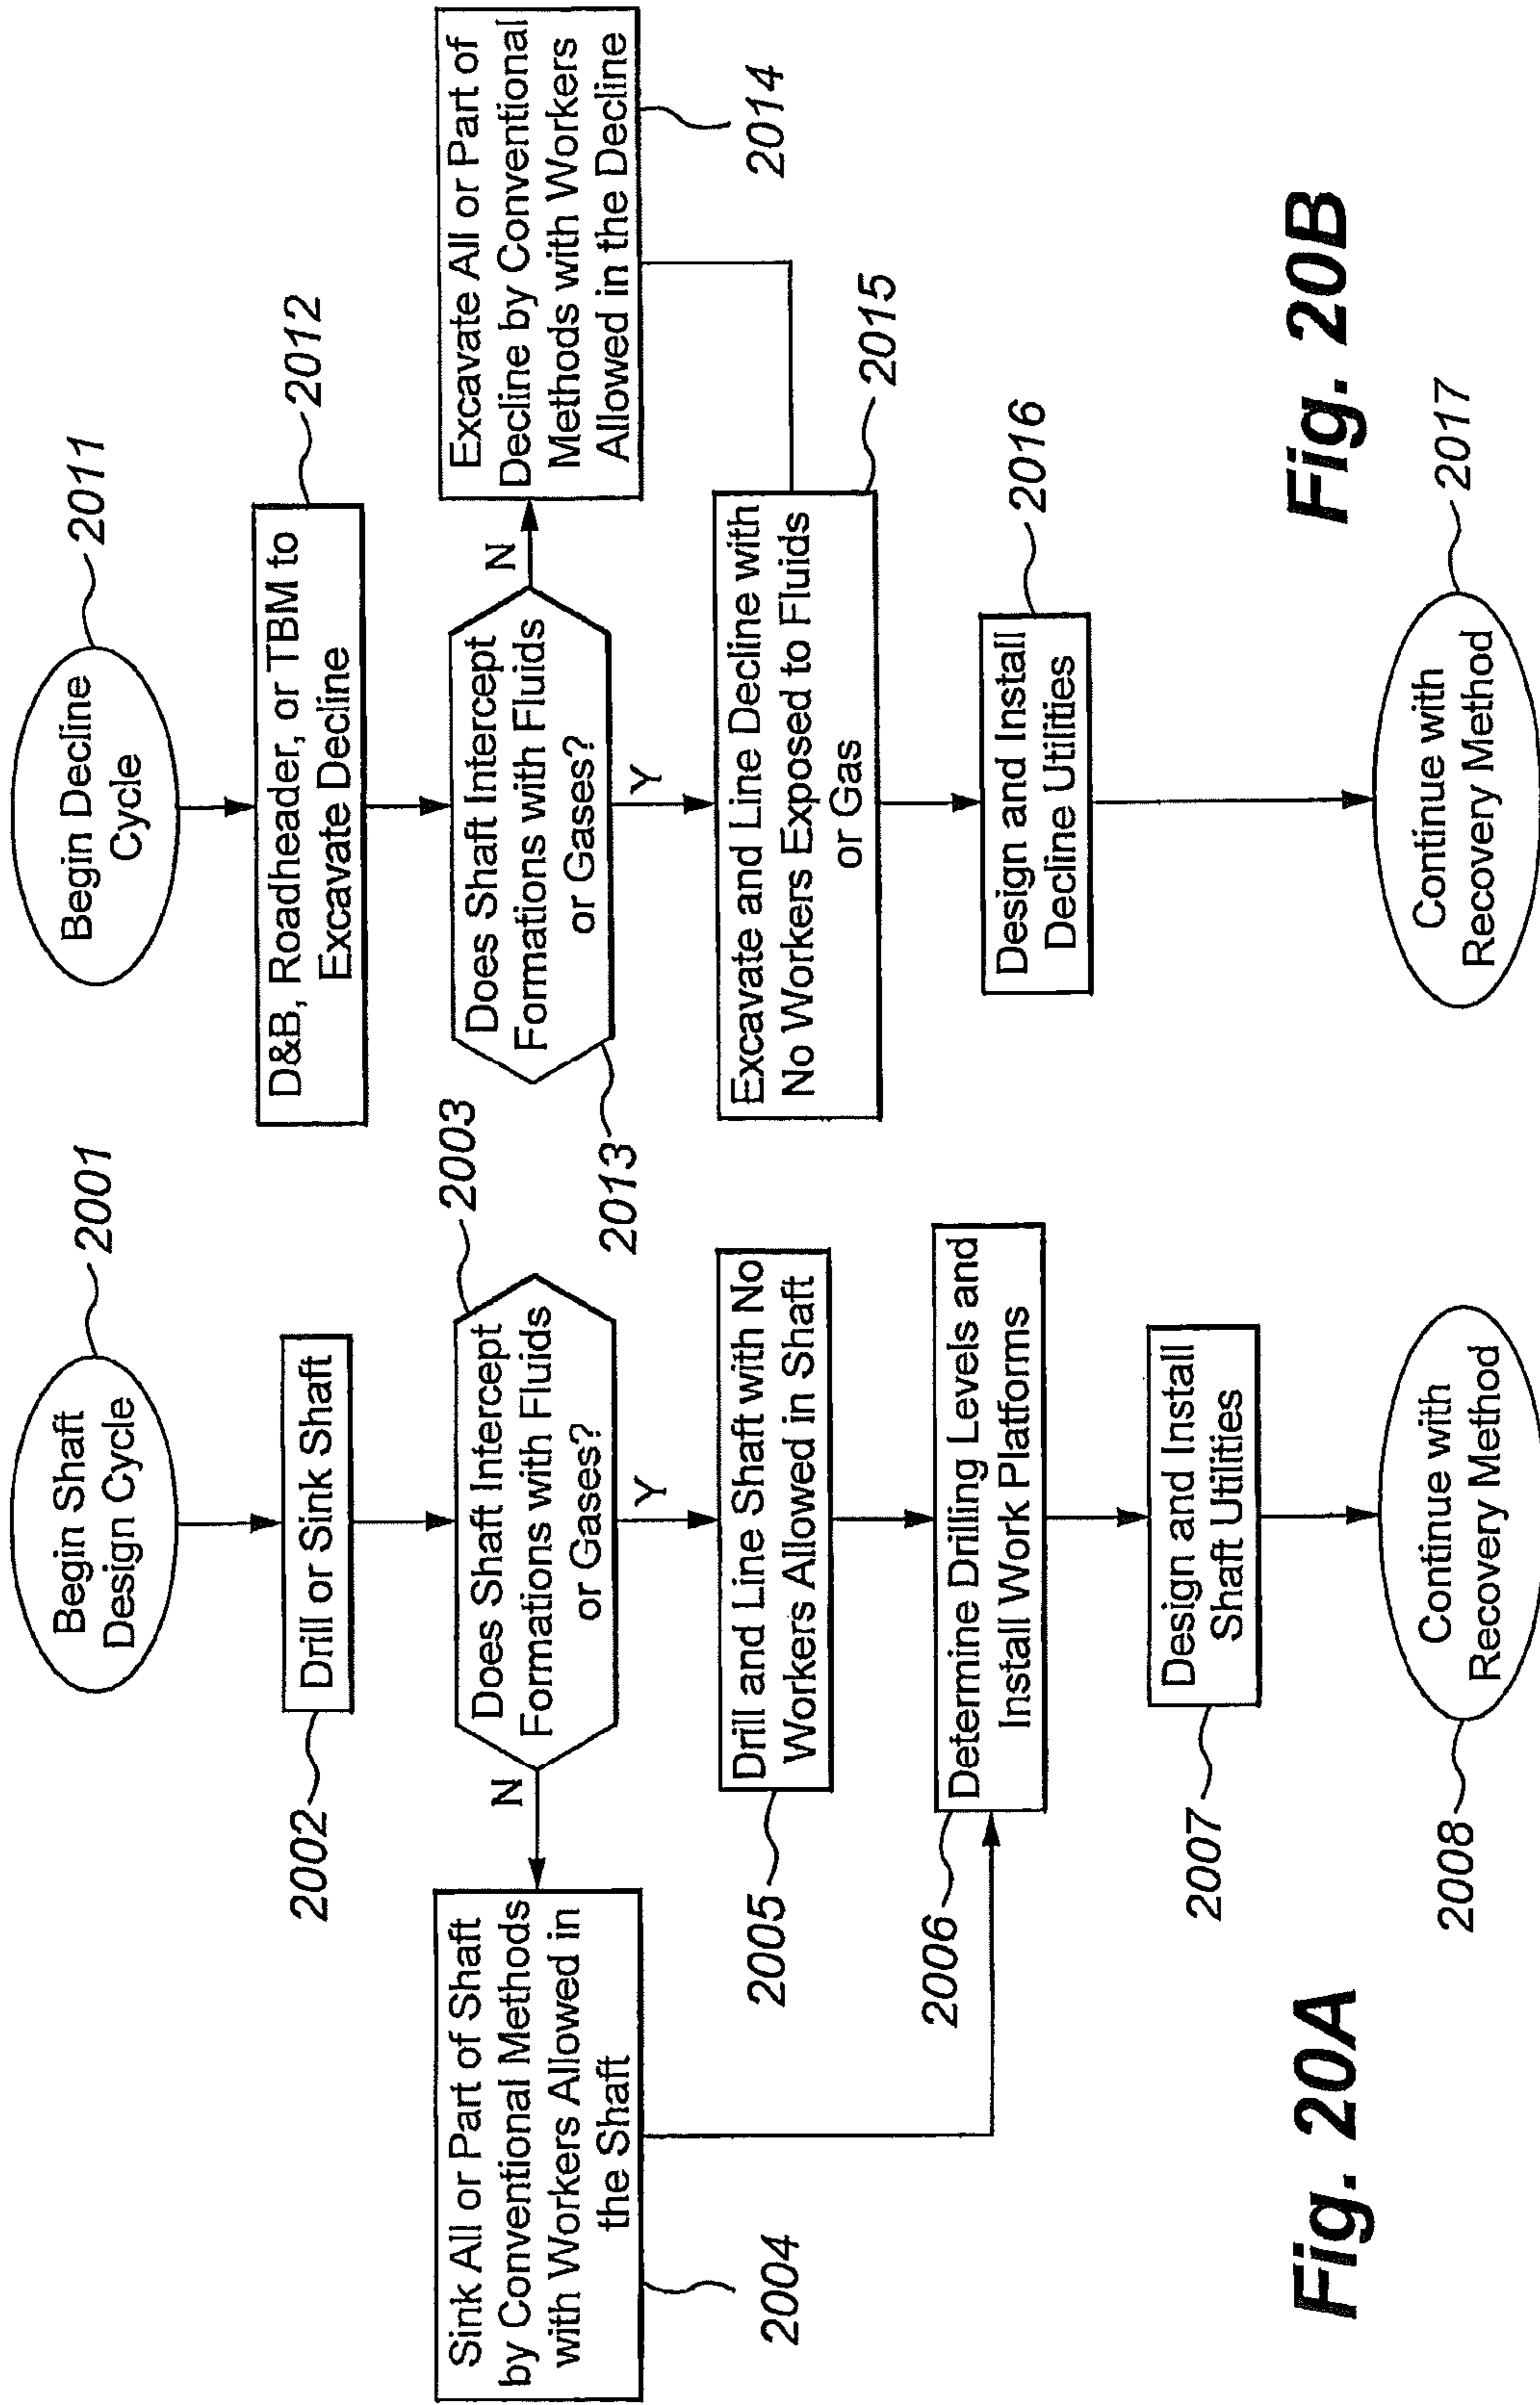 Begin Shaft
Design Cycle
2001
Drill or Sink Shaft
2002
Does Shaft Intercept
Formations with Fluids
or Gases?
2003
N
Y
Sink All or Part of Shaft
by Conventional Methods
with Workers Allowed in
the Shaft
2004
Drill and Line Shaft with No
Workers Allowed in Shaft
2005
Determine Drilling Levels and
Install Work Platforms
2006
Design and Install
Shaft Utilities
2007
Continue with
Recovery Method
2008
Fig. 20A
Begin Decline
Cycle
2011
D&B, Roadheader, or TBM to
Excavate Decline
2012
Does Shaft Intercept
Formations with Fluids
or Gases?
2013
N
Y
Excavate All or Part of
Decline by Conventional
Methods with Workers
Allowed in the Decline
2014
Excavate and Line Decline with
No Workers Exposed to Fluids
or Gas
2015
Design and Install
Decline Utilities
2016
Continue with
Recovery Method
2017
Fig. 20B